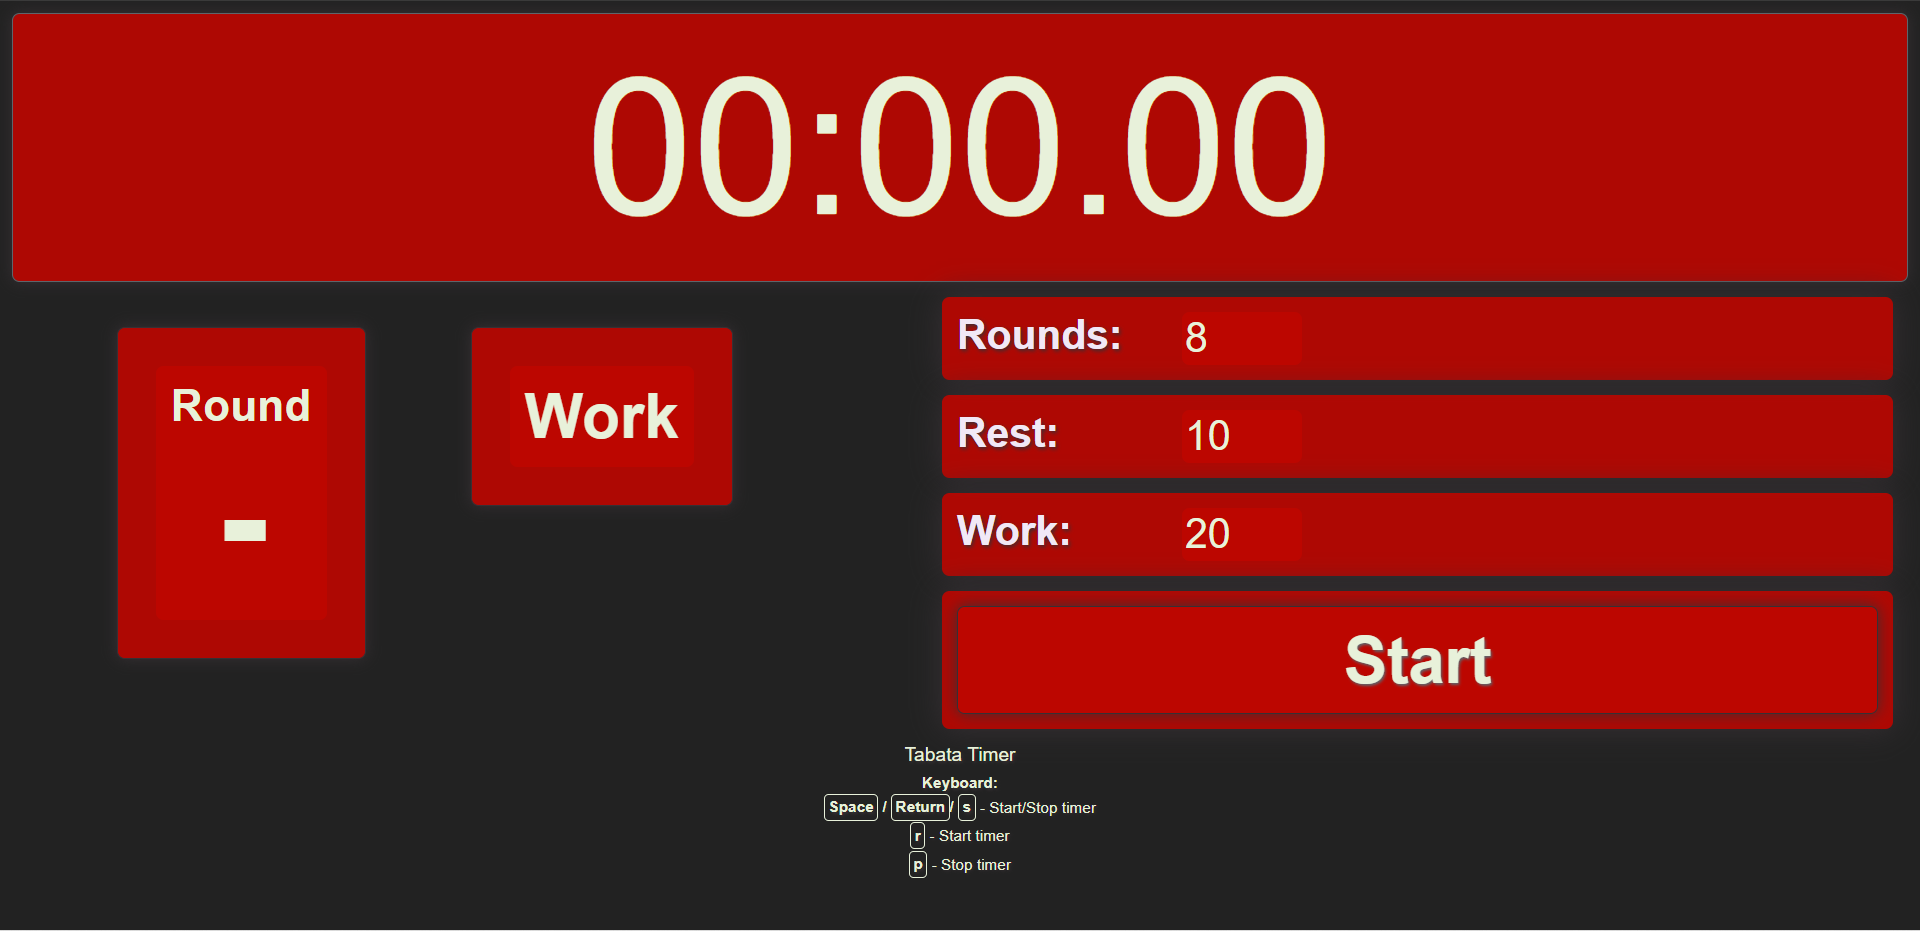 00:00.00
Round
-
Work
Rounds: 8
Rest: 10
Work: 20
Start
Tabata Timer
Keyboard:
Space / Return/ s - Start/Stop timer
r - Start timer
p - Stop timer